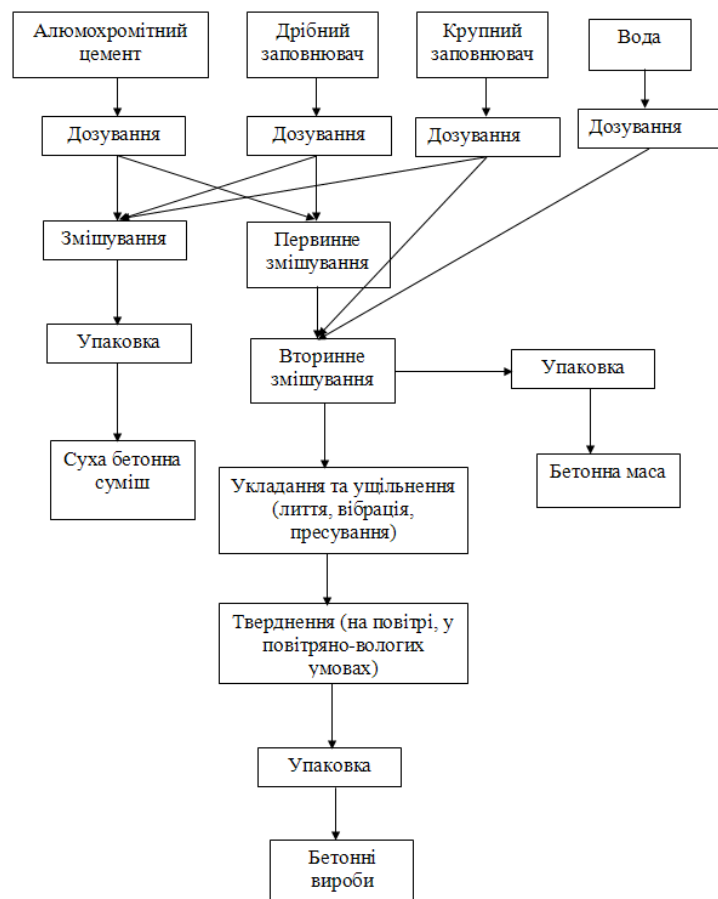 Алюмохромітний
цемент
Дрібний
заповнювач
Крупний
заповнювач
Вода
Дозування
Дозування
Дозування
Дозування
Змішування
Первинне
змішування
Упаковка
Вторинне
змішування
Упаковка
Суха бетонна
суміш
Укладання та ущільнення
(лиття, вібрація,
пресування)
Бетонна маса
Тверднення (на повітрі, у
повітряно-вологих
умовах)
Упаковка
Бетонні
вироби